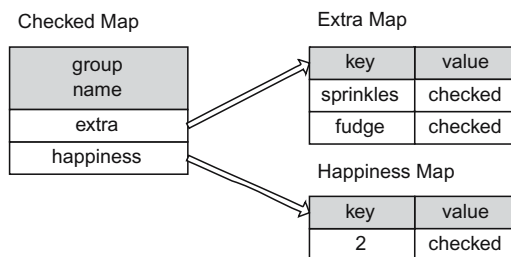 Checked Map
group
name
extra
happiness
Extra Map
key value
sprinkles checked
fudge checked
Happiness Map
key value
2 checked